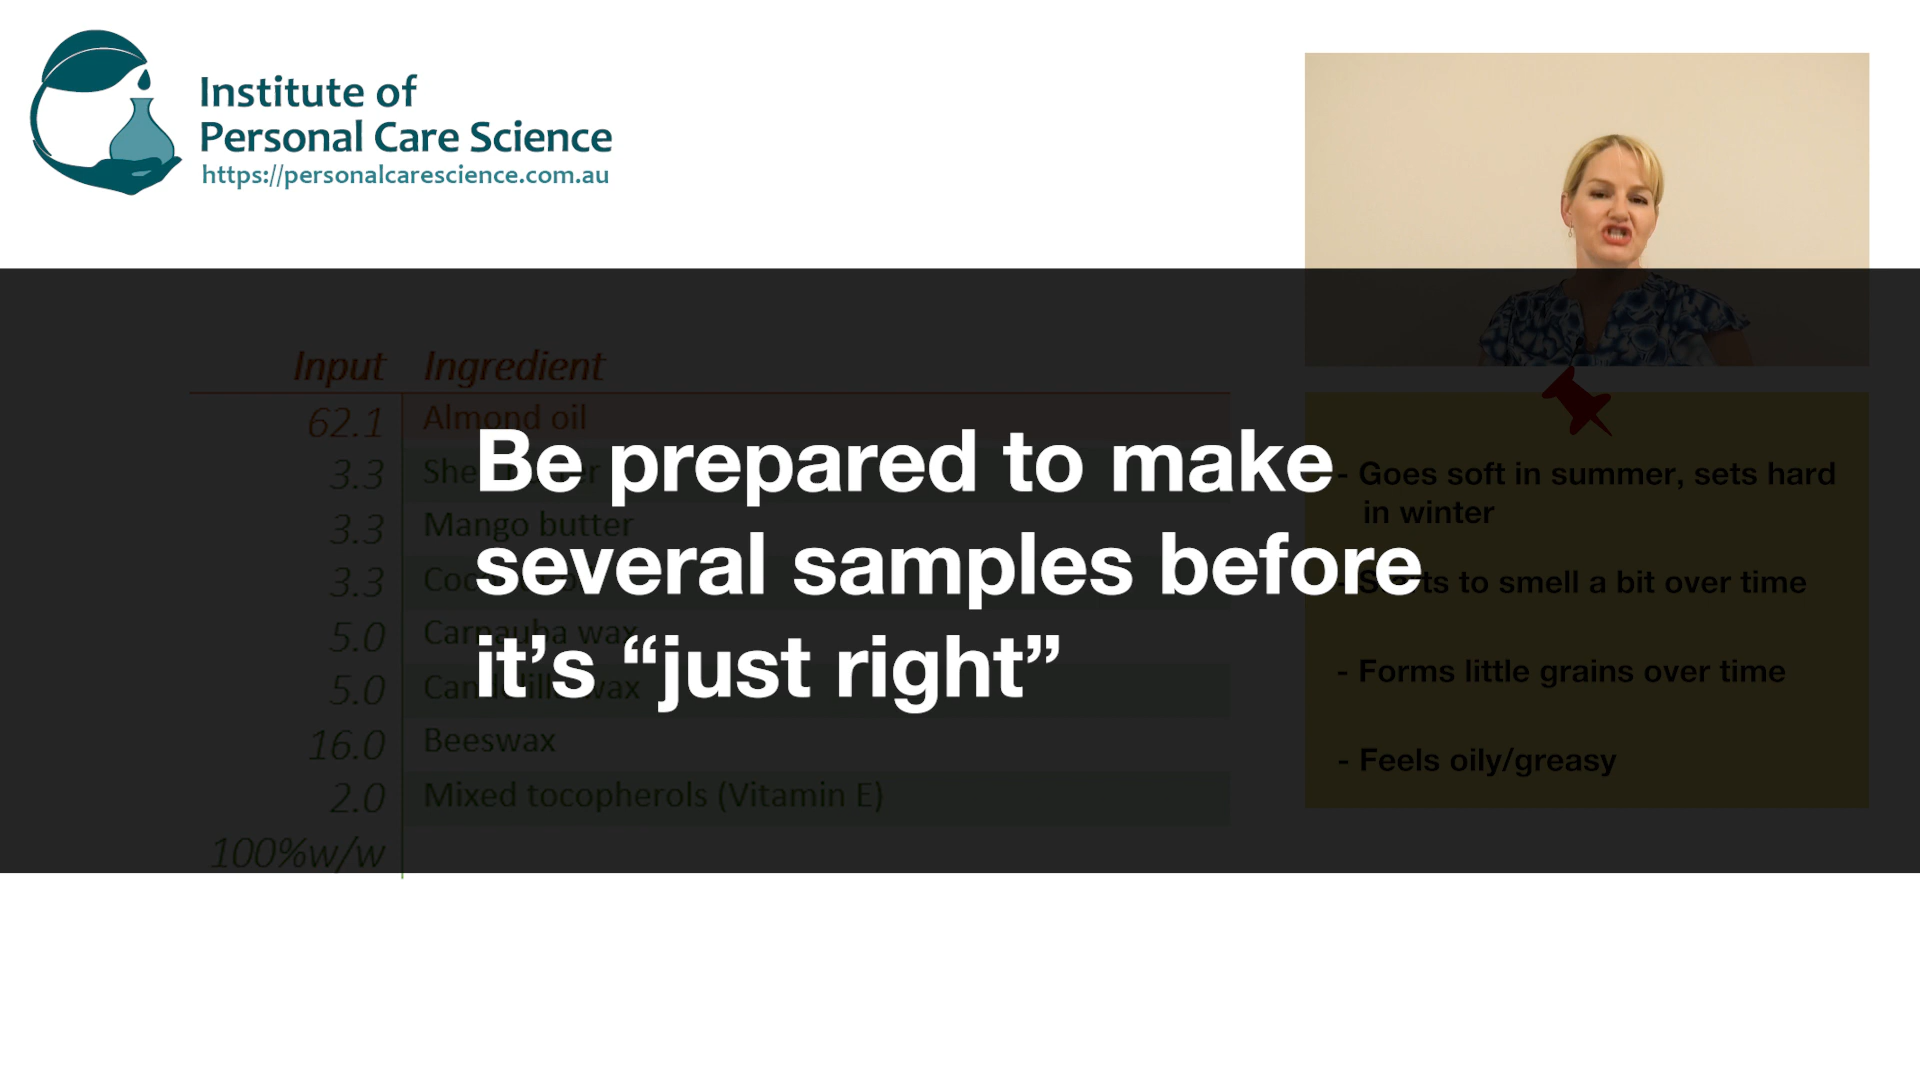 Institute of
Personal Care Science
https://personalcarescience.com.au
Input Ingredient
62.1 Almond oil
3.3
3.3 Mango butter
3.3
5.0 Carnauba wax
5.0 wax
16.0 Beeswax
2.0 Mixed tocopherols (Vitamin E)
100%w/w
Be prepared to make
several samples before
it’s “just right”
- Goes soft in summer, sets hard
in winter
to smell a bit over time
- Forms little grains over time
- Feels oily/greasy